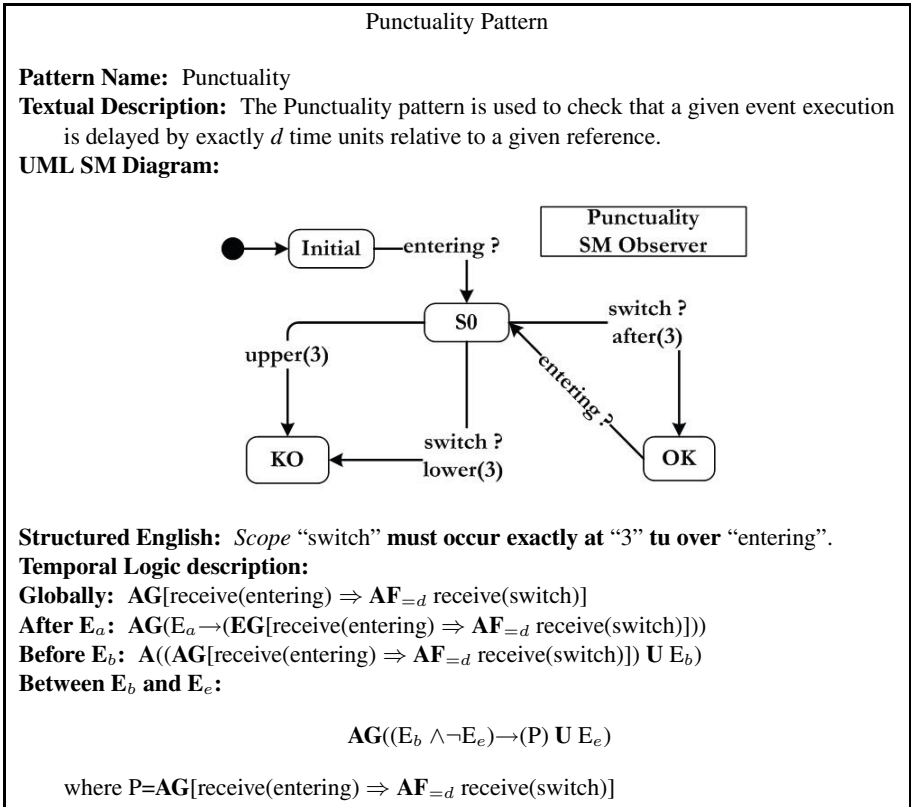 Punctuality Pattern
Pattern Name: Punctuality
Textual Description: The Punctuality pattern is used to check that a given event execution
is delayed by exactly d time units relative to a given reference.
UML SM Diagram:
Punctuality
SM Observer
Initial
entering ?
S0
switch ?
after(3)
upper(3)
entering ?
switch ?
lower(3)
KO
OK
Structured English: Scope “switch” must occur exactly at “3” tu over “entering”.
Temporal Logic description:
Globally: AG[receive(entering) ⇒ AF=d receive(switch)]
After Ea: AG(Ea→(EG[receive(entering) ⇒ AF=d receive(switch)]))
Before Eb: A((AG[receive(entering) ⇒ AF=d receive(switch)]) U Eb)
Between Eb and Ee:
AG((Eb ∧¬Ee)→(P) U Ee)
where P=AG[receive(entering) ⇒ AF=d receive(switch)]